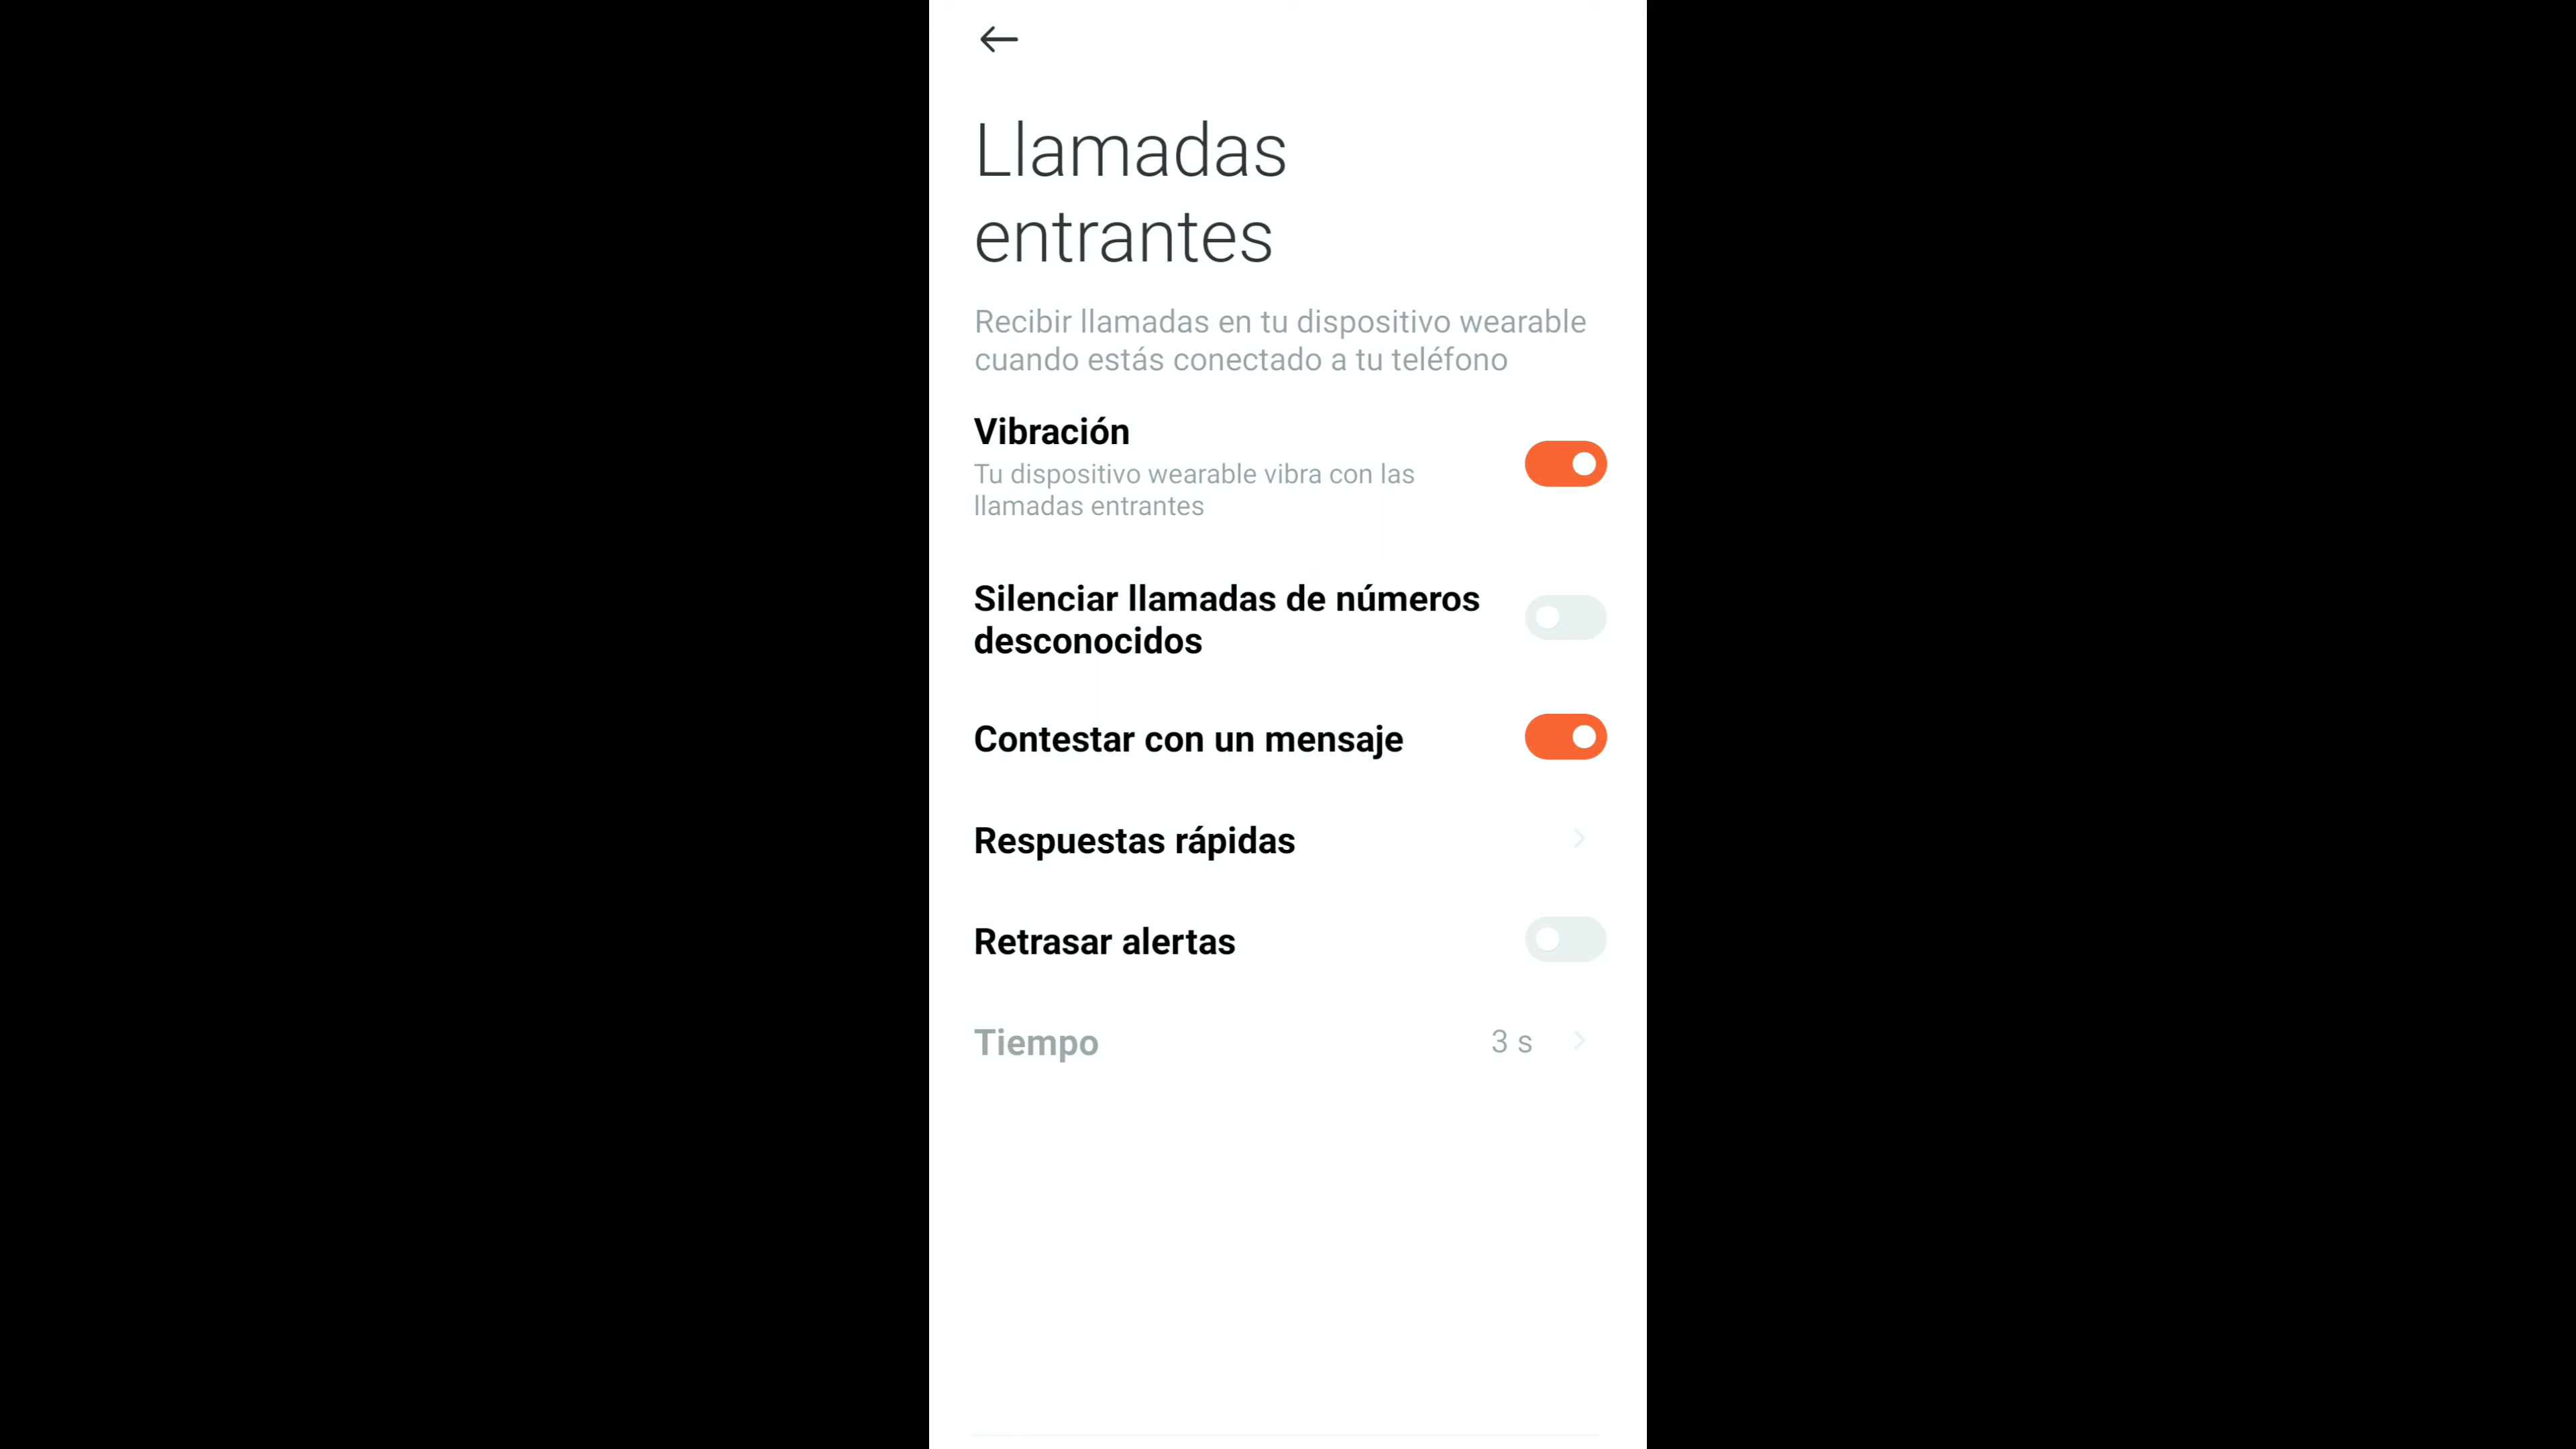 Llamadas
entrantes
Recibir llamadas en tu dispositivo wearable
cuando estás conectado a tu teléfono
Vibración
Tu dispositivo wearable vibra con las
llamadas entrantes
Silenciar llamadas de números
desconocidos
Contestar con un mensaje
Respuestas rápidas
Retrasar alertas
Tiempo 3 s